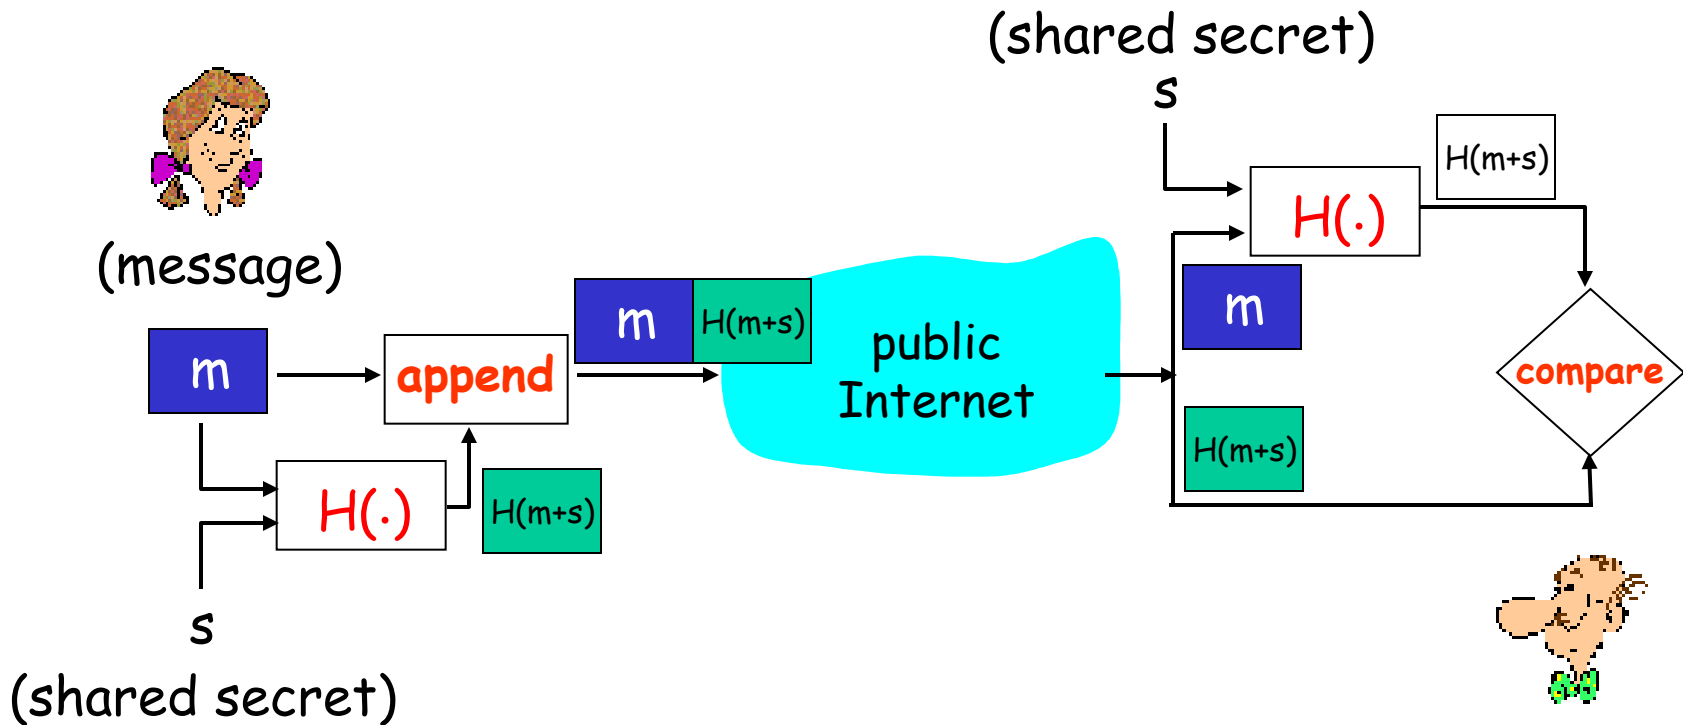 (shared secret)
s
H(m+s)
H(.)
(message)
m
H(m+s)
m
public
Internet
m
append
compare
H(m+s)
H(.)
H(m+s)
s
(shared secret)